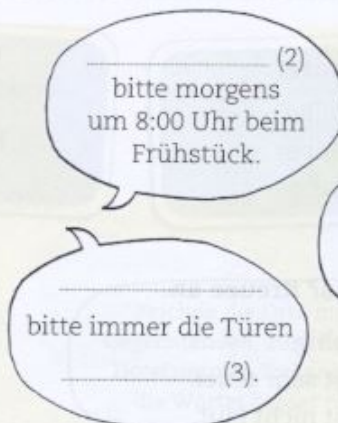 (2)
bitte morgens
um 8:00 Uhr beim
Frühstück.
bitte immer die Türen
(3).